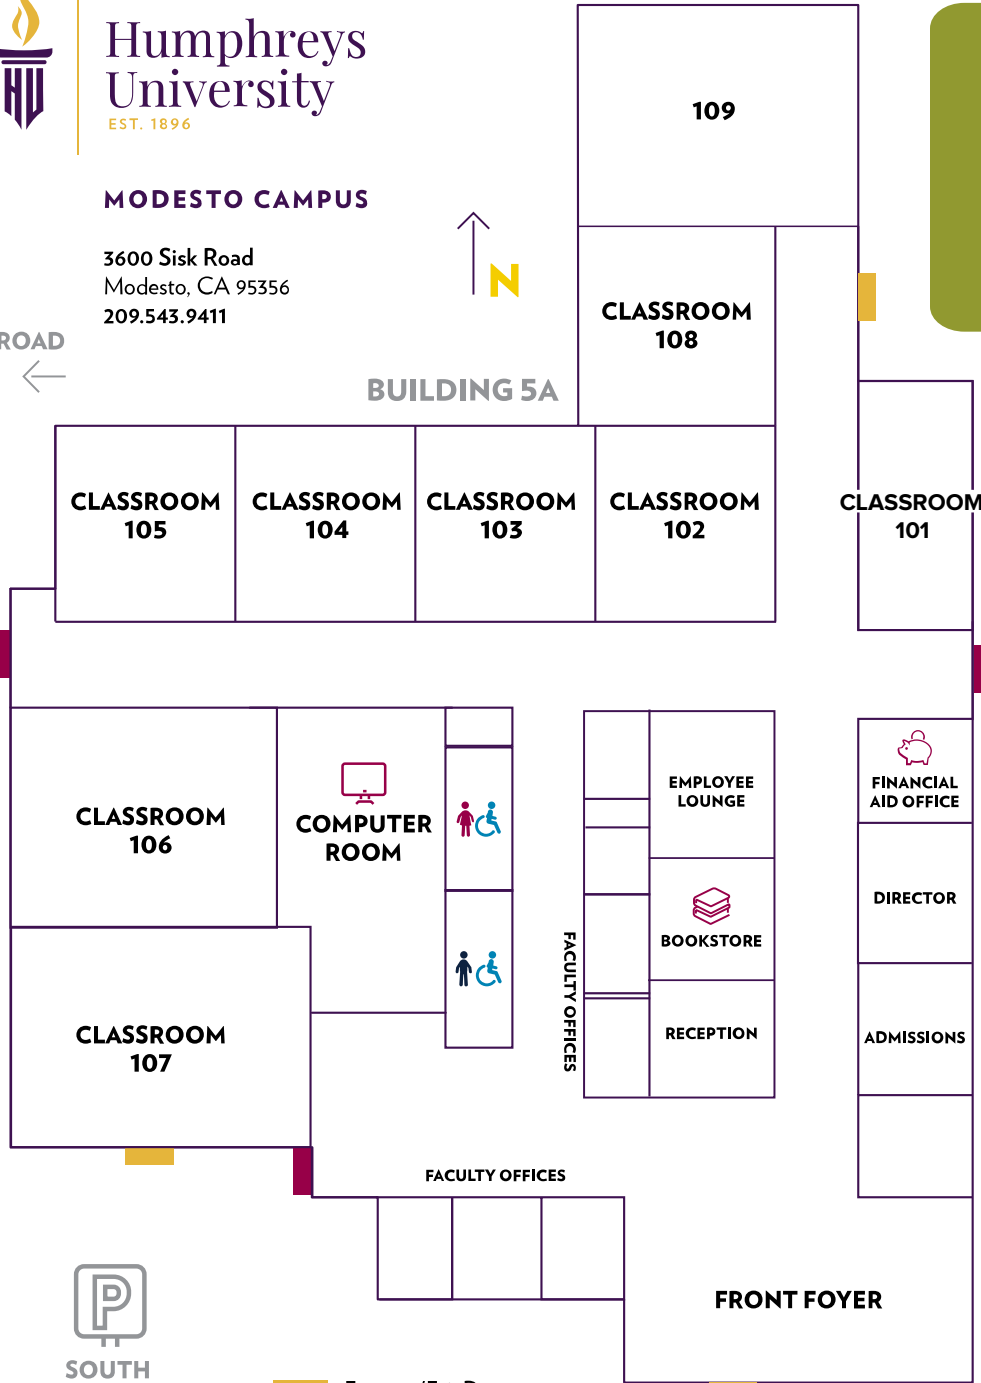 Humphreys
University
EST. 1896
MODESTO CAMPUS
3600 Sisk Road
Modesto, CA 95356
209.543.9411
N
ROAD
BUILDING 5A
109
CLASSROOM
108
CLASSROOM
105
CLASSROOM
104
CLASSROOM
103
CLASSROOM
102
CLASSROOM
101
CLASSROOM
106
COMPUTER
ROOM
EMPLOYEE
LOUNGE
FINANCIAL
AID OFFICE
DIRECTOR
BOOKSTORE
FACULTY OFFICES
RECEPTION
ADMISSIONS
CLASSROOM
107
FACULTY OFFICES
FRONT FOYER
P
SOUTH